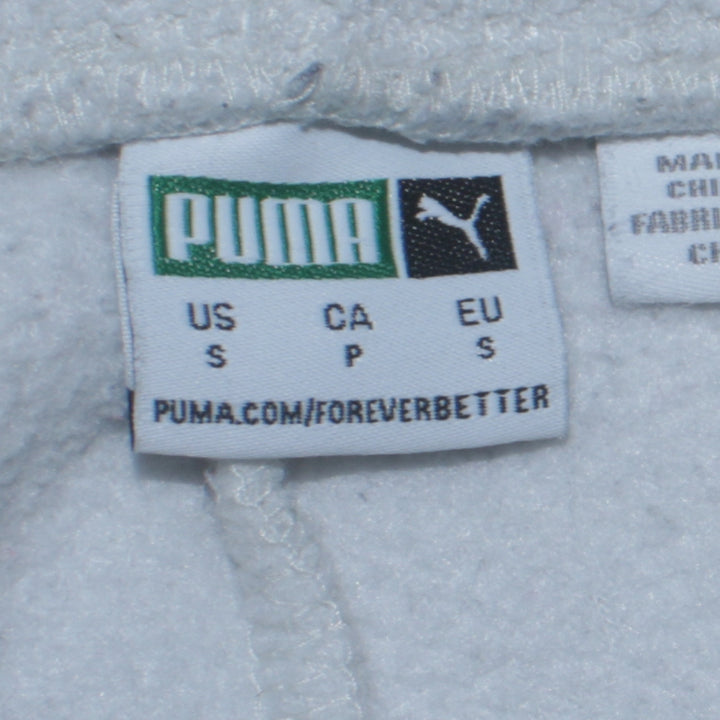 PUMA
US CA EU
S P S
PUMA.COM/FOREVERBETTER